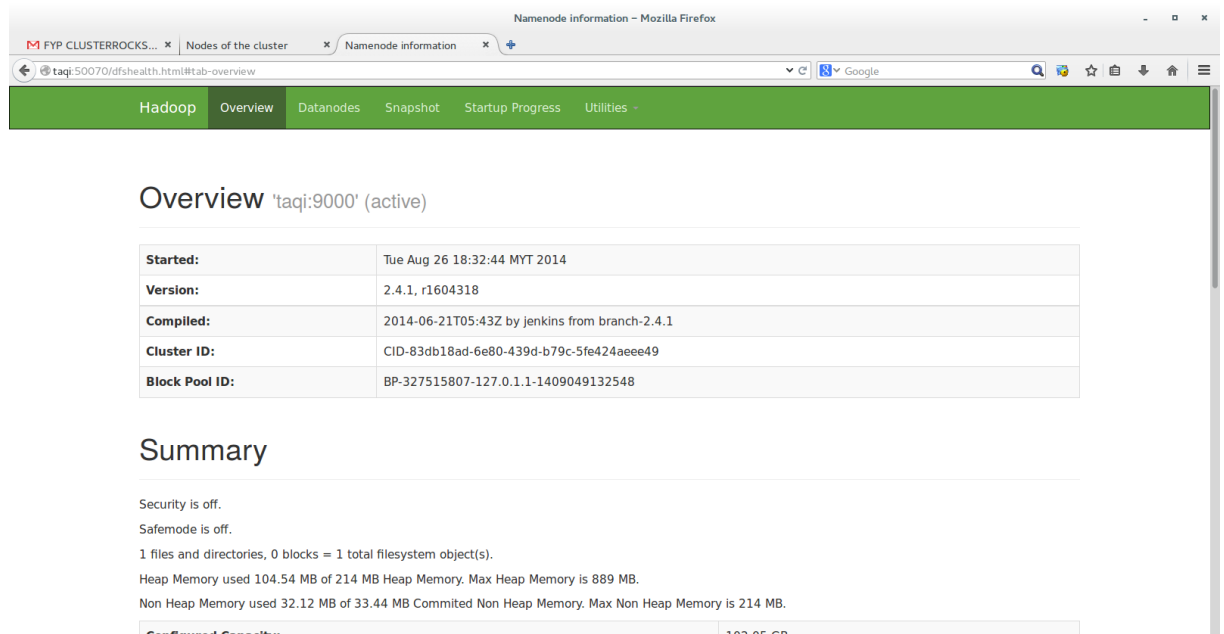 Namenode information - Mozilla Firefox
FYP CLUSTERROCKS... Nodes of the cluster Namenode information
taqi:50070/dfshealth.html#tab-overview Google
Hadoop Overview Datanodes Snapshot Startup Progress Utilities
Overview 'taqi:9000' (active)
Started: Tue Aug 26 18:32:44 MYT 2014
Version: 2.4.1, r1604318
Compiled: 2014-06-21T05:43Z by jenkins from branch-2.4.1
Cluster ID: CID-83db18ad-6e80-439d-b79c-5fe424aeee49
Block Pool ID: BP-327515807-127.0.1.1-1409049132548
Summary
Security is off.
Safemode is off.
1 files and directories, 0 blocks = 1 total filesystem object(s).
Heap Memory used 104.54 MB of 214 MB Heap Memory. Max Heap Memory is 889 MB.
Non Heap Memory used 32.12 MB of 33.44 MB Commited Non Heap Memory. Max Non Heap Memory is 214 MB.
Configured Capacity: